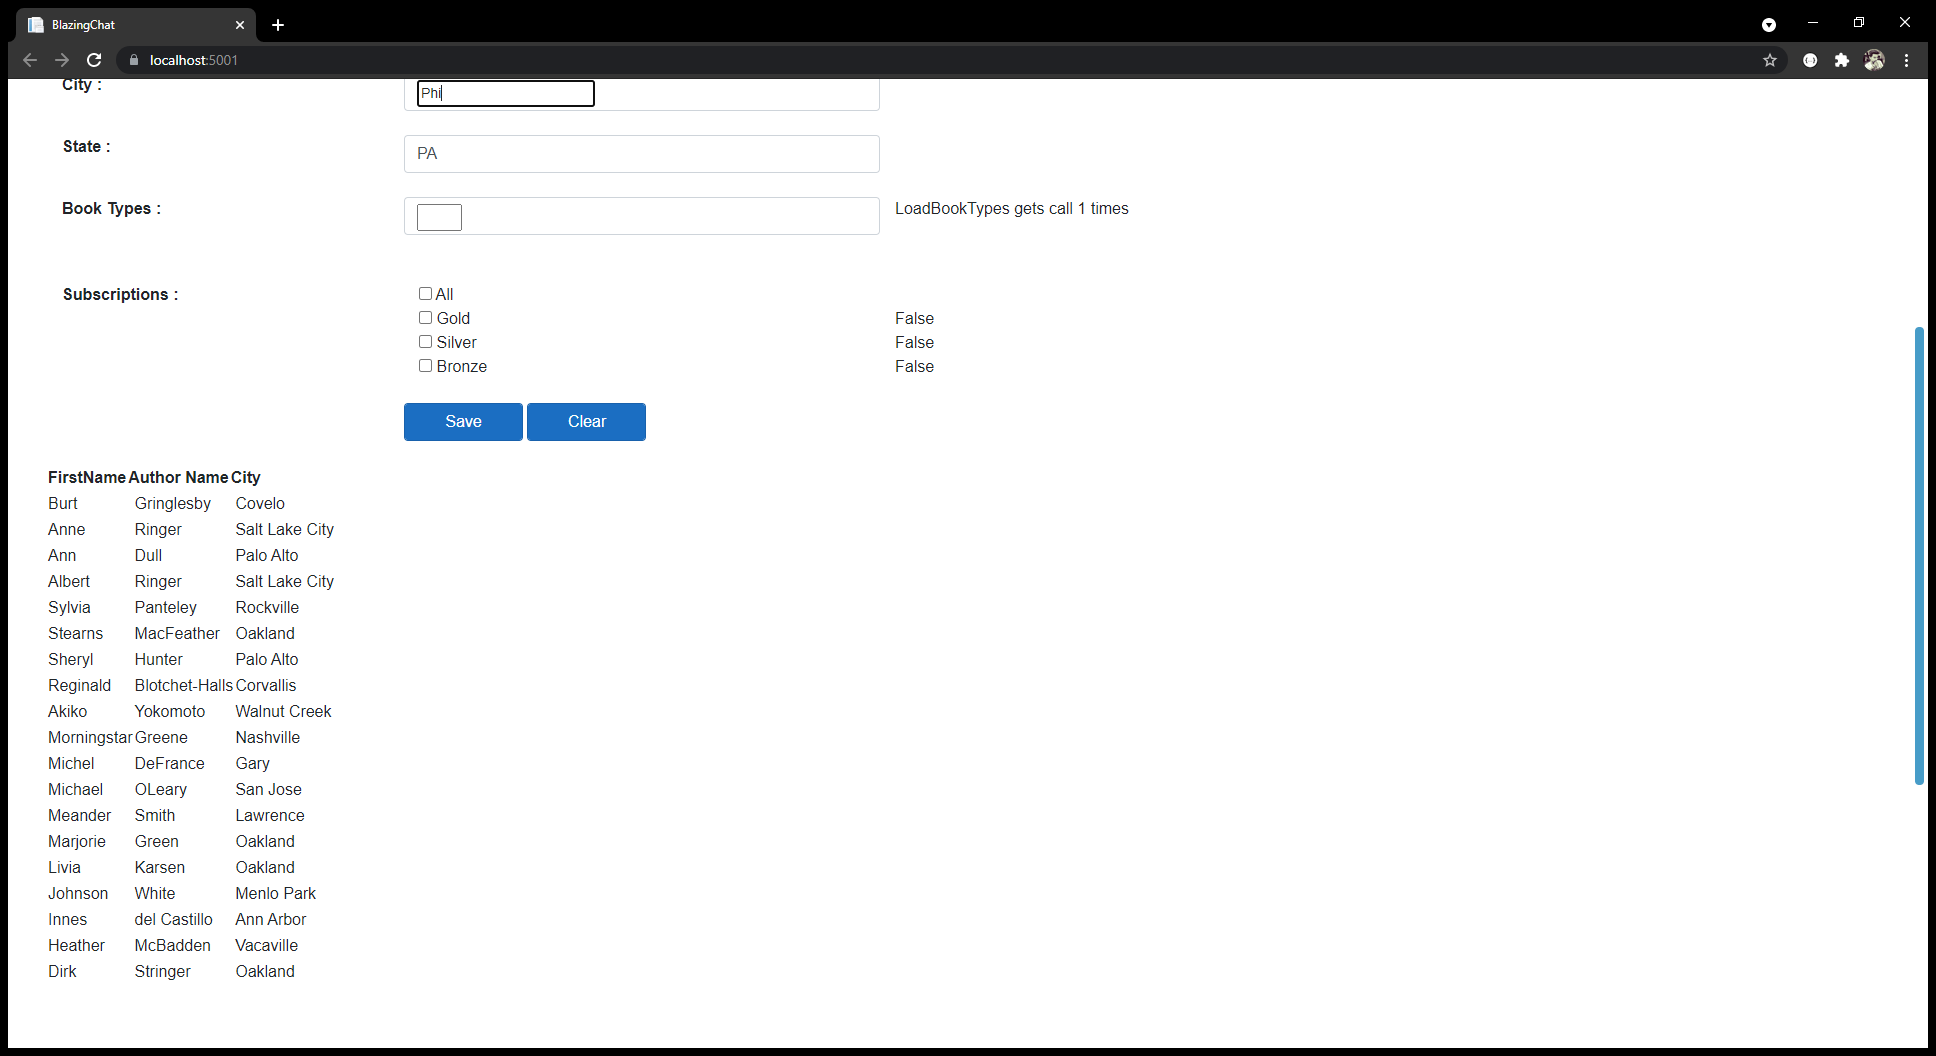 BlazingChat
localhost:5001
City :
Phi
State :
PA
Book Types :
LoadBookTypes gets call 1 times
Subscriptions :
All
Gold False
Silver False
Bronze False
Save Clear
FirstName Author Name City
Burt Gringlesby Covelo
Anne Ringer Salt Lake City
Ann Dull Palo Alto
Albert Ringer Salt Lake City
Sylvia Panteley Rockville
Stearns MacFeather Oakland
Sheryl Hunter Palo Alto
Reginald Blotchet-Halls Corvallis
Akiko Yokomoto Walnut Creek
Morningstar Greene Nashville
Michel DeFrance Gary
Michael OLeary San Jose
Meander Smith Lawrence
Marjorie Green Oakland
Livia Karsen Oakland
Johnson White Menlo Park
Innes del Castillo Ann Arbor
Heather McBadden Vacaville
Dirk Stringer Oakland